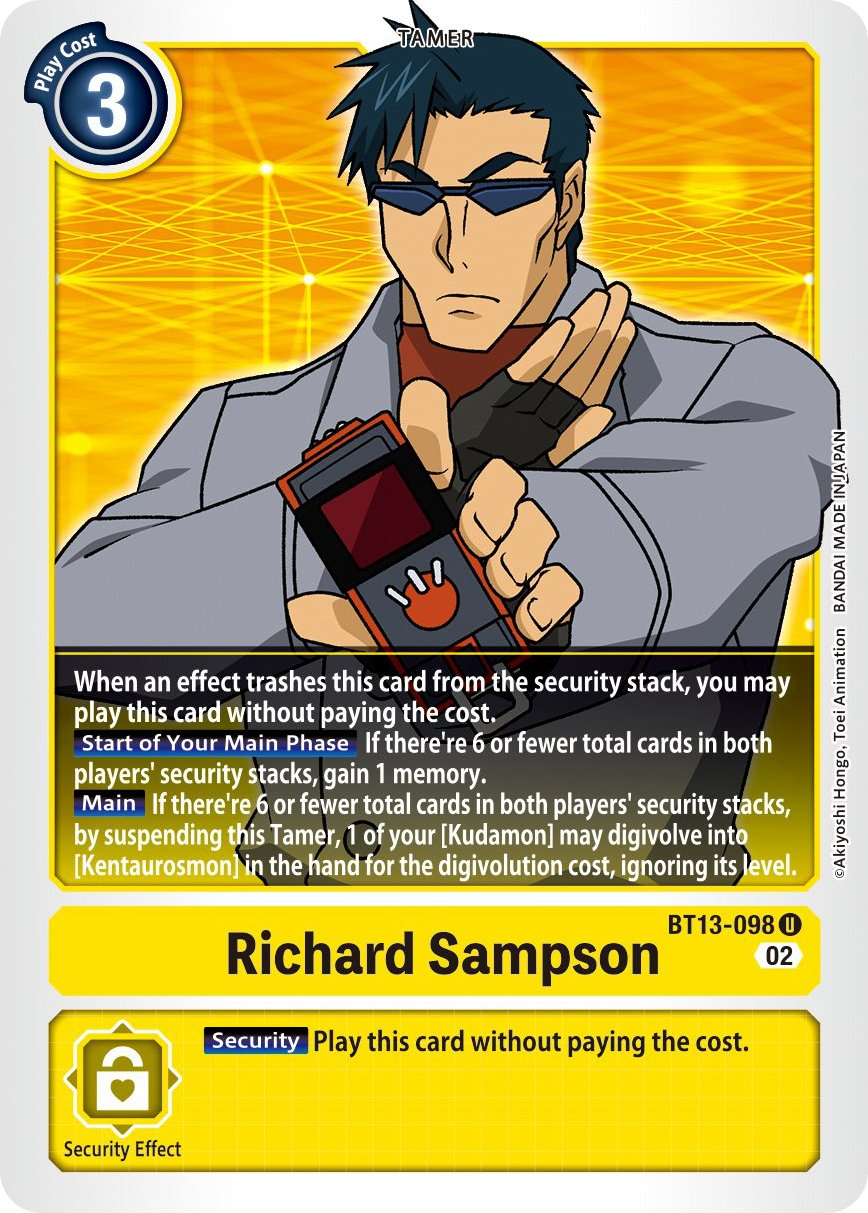 TAMER
Play Cost
3
When an effect trashes this card from the security stack, you may
play this card without paying the cost.
Start of Your Main Phase If there're 6 or fewer total cards in both
players' security stacks, gain 1 memory.
Main If there're 6 or fewer total cards in both players' security stacks,
by suspending this Tamer, 1 of your [Kudamon] may digivolve into
[Kentaurosmon] in the hand for the digivolution cost, ignoring its level.
©Akiyoshi Hongo, Toei Animation BANDAI MADE IN JAPAN
BT13-098 U
Richard Sampson
02
Security Play this card without paying the cost.
Security Effect